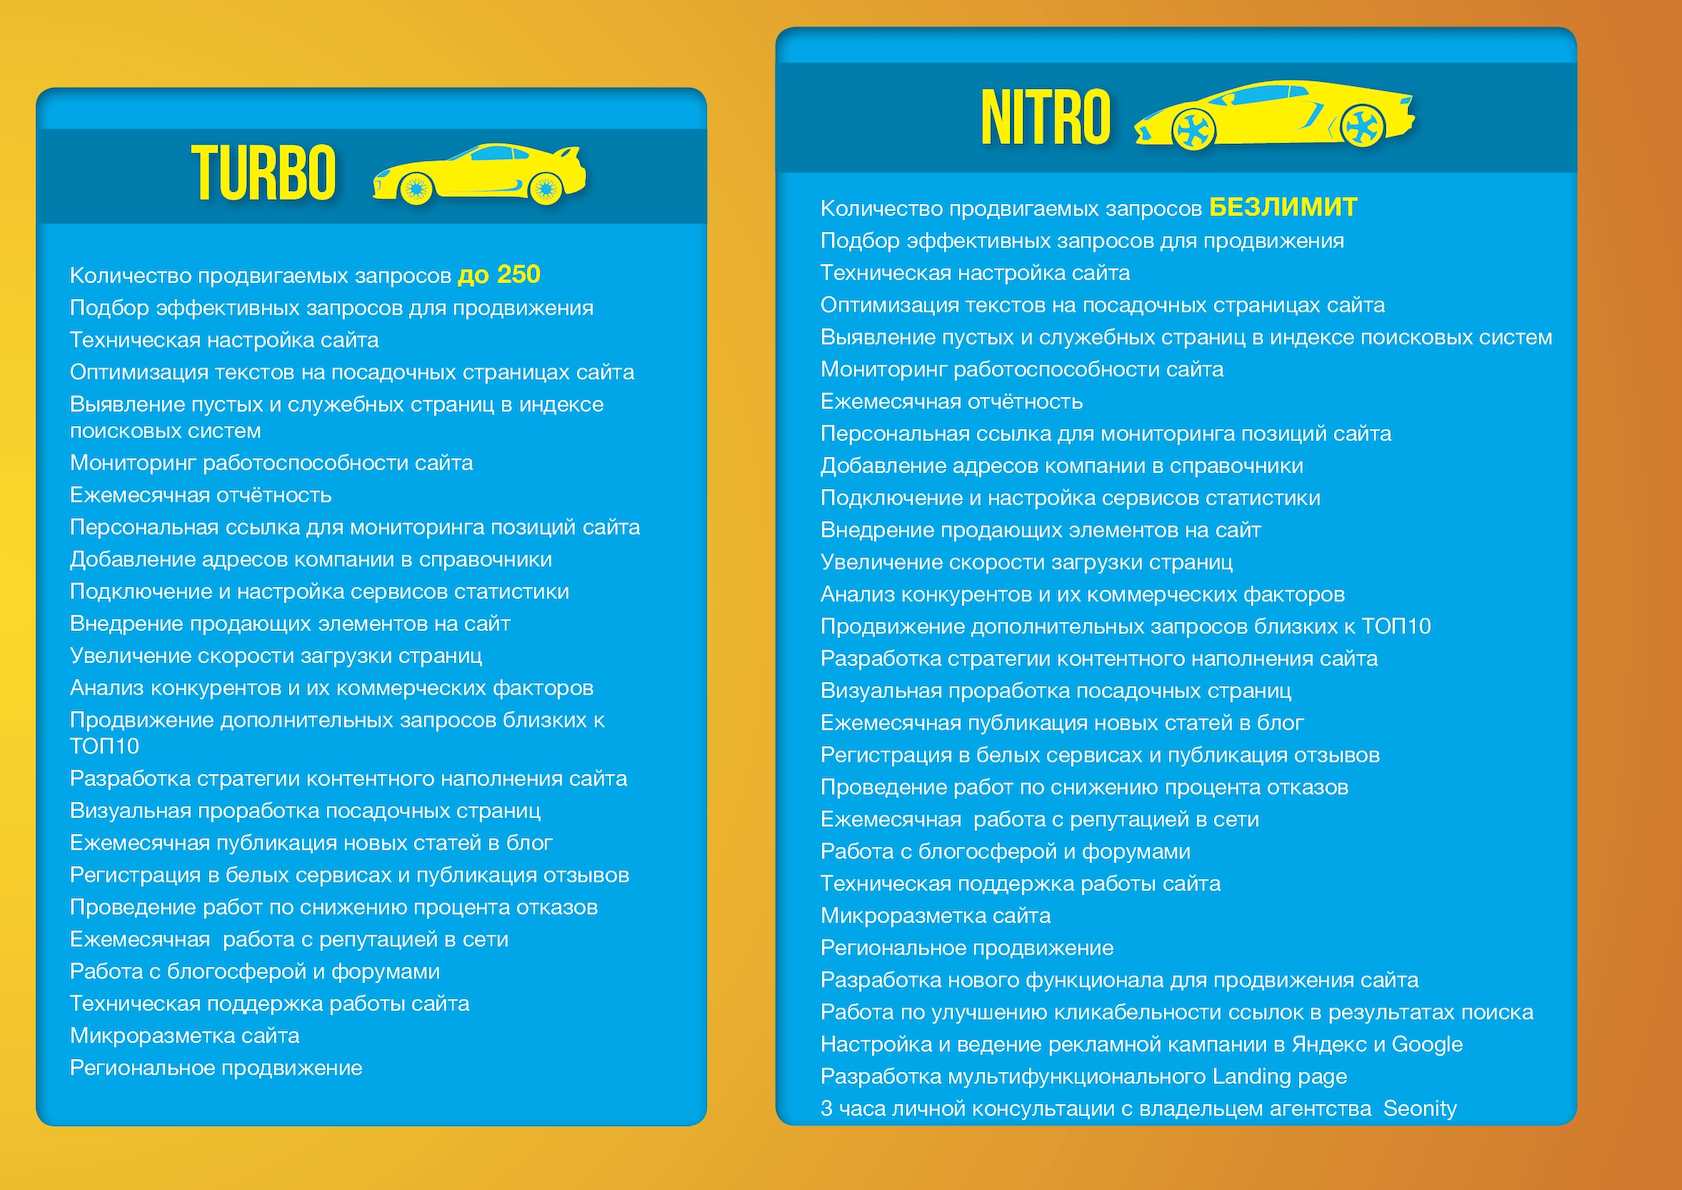 TURBO
Количество продвигаемых запросов до 250
Подбор эффективных запросов для продвижения
Техническая настройка сайта
Оптимизация текстов на посадочных страницах сайта
Выявление пустых и служебных страниц в индексе
поисковых систем
Мониторинг работоспособности сайта
Ежемесячная отчётность
Персональная ссылка для мониторинга позиций сайта
Добавление адресов компании в справочники
Подключение и настройка сервисов статистики
Внедрение продающих элементов на сайт
Увеличение скорости загрузки страниц
Анализ конкурентов и их коммерческих факторов
Продвижение дополнительных запросов близких к
ТОП10
Разработка стратегии контентного наполнения сайта
Визуальная проработка посадочных страниц
Ежемесячная публикация новых статей в блог
Регистрация в белых сервисах и публикация отзывов
Проведение работ по снижению процента отказов
Ежемесячная  работа с репутацией в сети
Работа с блогосферой и форумами
Техническая поддержка работы сайта
Микроразметка сайта
Региональное продвижение
NITRO
Количество продвигаемых запросов БЕЗЛИМИТ
Подбор эффективных запросов для продвижения
Техническая настройка сайта
Оптимизация текстов на посадочных страницах сайта
Выявление пустых и служебных страниц в индексе поисковых систем
Мониторинг работоспособности сайта
Ежемесячная отчётность
Персональная ссылка для мониторинга позиций сайта
Добавление адресов компании в справочники
Подключение и настройка сервисов статистики
Внедрение продающих элементов на сайт
Увеличение скорости загрузки страниц
Анализ конкурентов и их коммерческих факторов
Продвижение дополнительных запросов близких к ТОП10
Разработка стратегии контентного наполнения сайта
Визуальная проработка посадочных страниц
Ежемесячная публикация новых статей в блог
Регистрация в белых сервисах и публикация отзывов
Проведение работ по снижению процента отказов
Ежемесячная  работа с репутацией в сети
Работа с блогосферой и форумами
Техническая поддержка работы сайта
Микроразметка сайта
Региональное продвижение
Разработка нового функционала для продвижения сайта
Работа по улучшению кликабельности ссылок в результатах поиска
Настройка и ведение рекламной кампании в Яндекс и Google
Разработка мультифункционального Landing page
3 часа личной консультации с владельцем агентства  Seonity